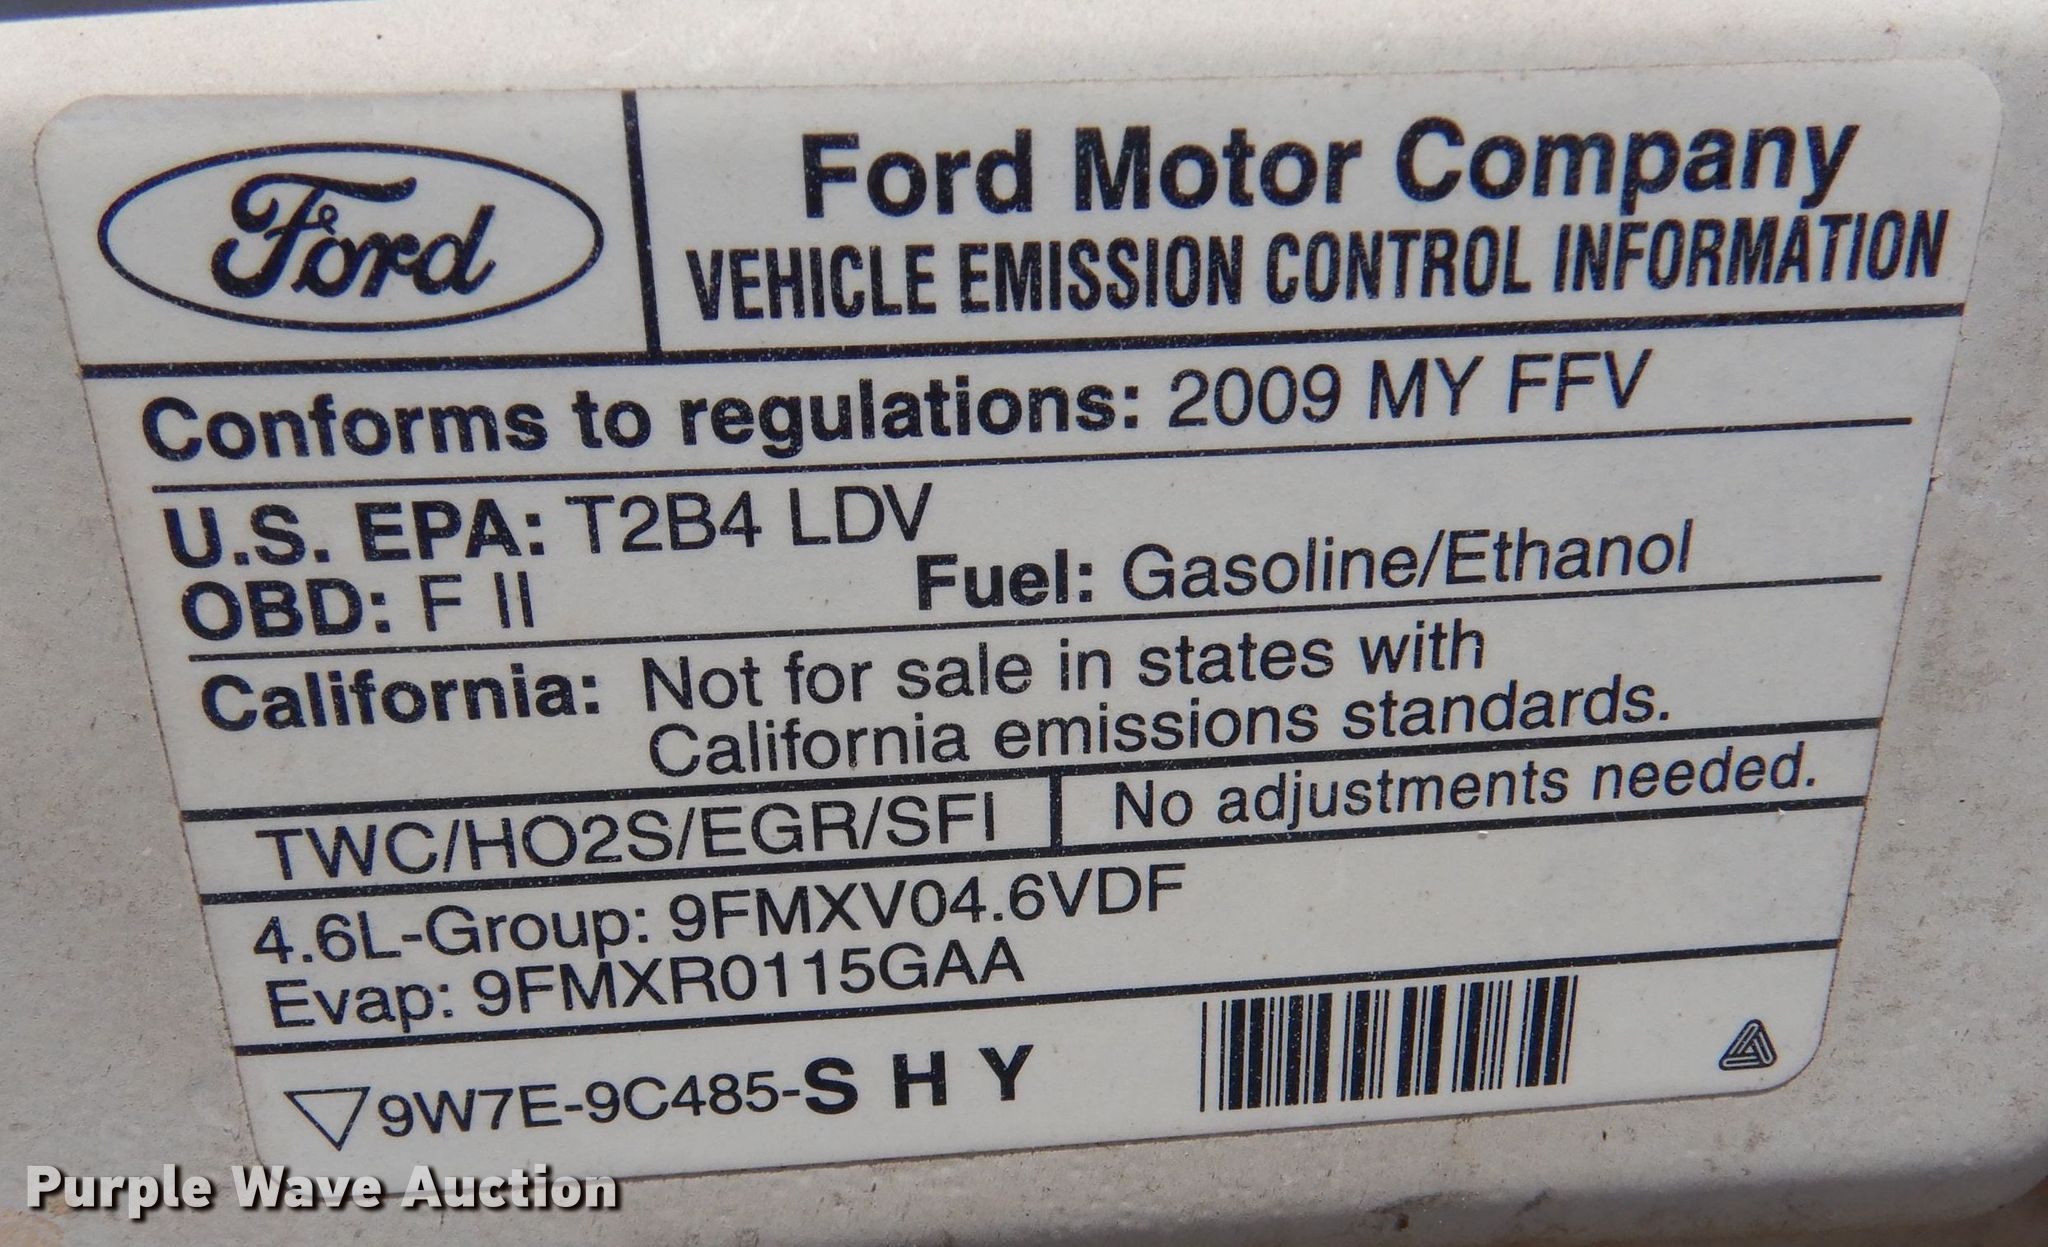 Ford
Ford Motor Company
VEHICLE EMISSION CONTROL INFORMATION
Conforms to regulations: 2009 MY FFV
U.S. EPA: T2B4 LDV
OBD: F II
Fuel: Gasoline/Ethanol
California: Not for sale in states with
California emissions standards.
TWC/HO2S/EGR/SFI
No adjustments needed.
4.6L-Group: 9FMXV04.6VDF
Evap: 9FMXR0115GAA
9W7E-9C485-S H Y
Purple Wave Auction